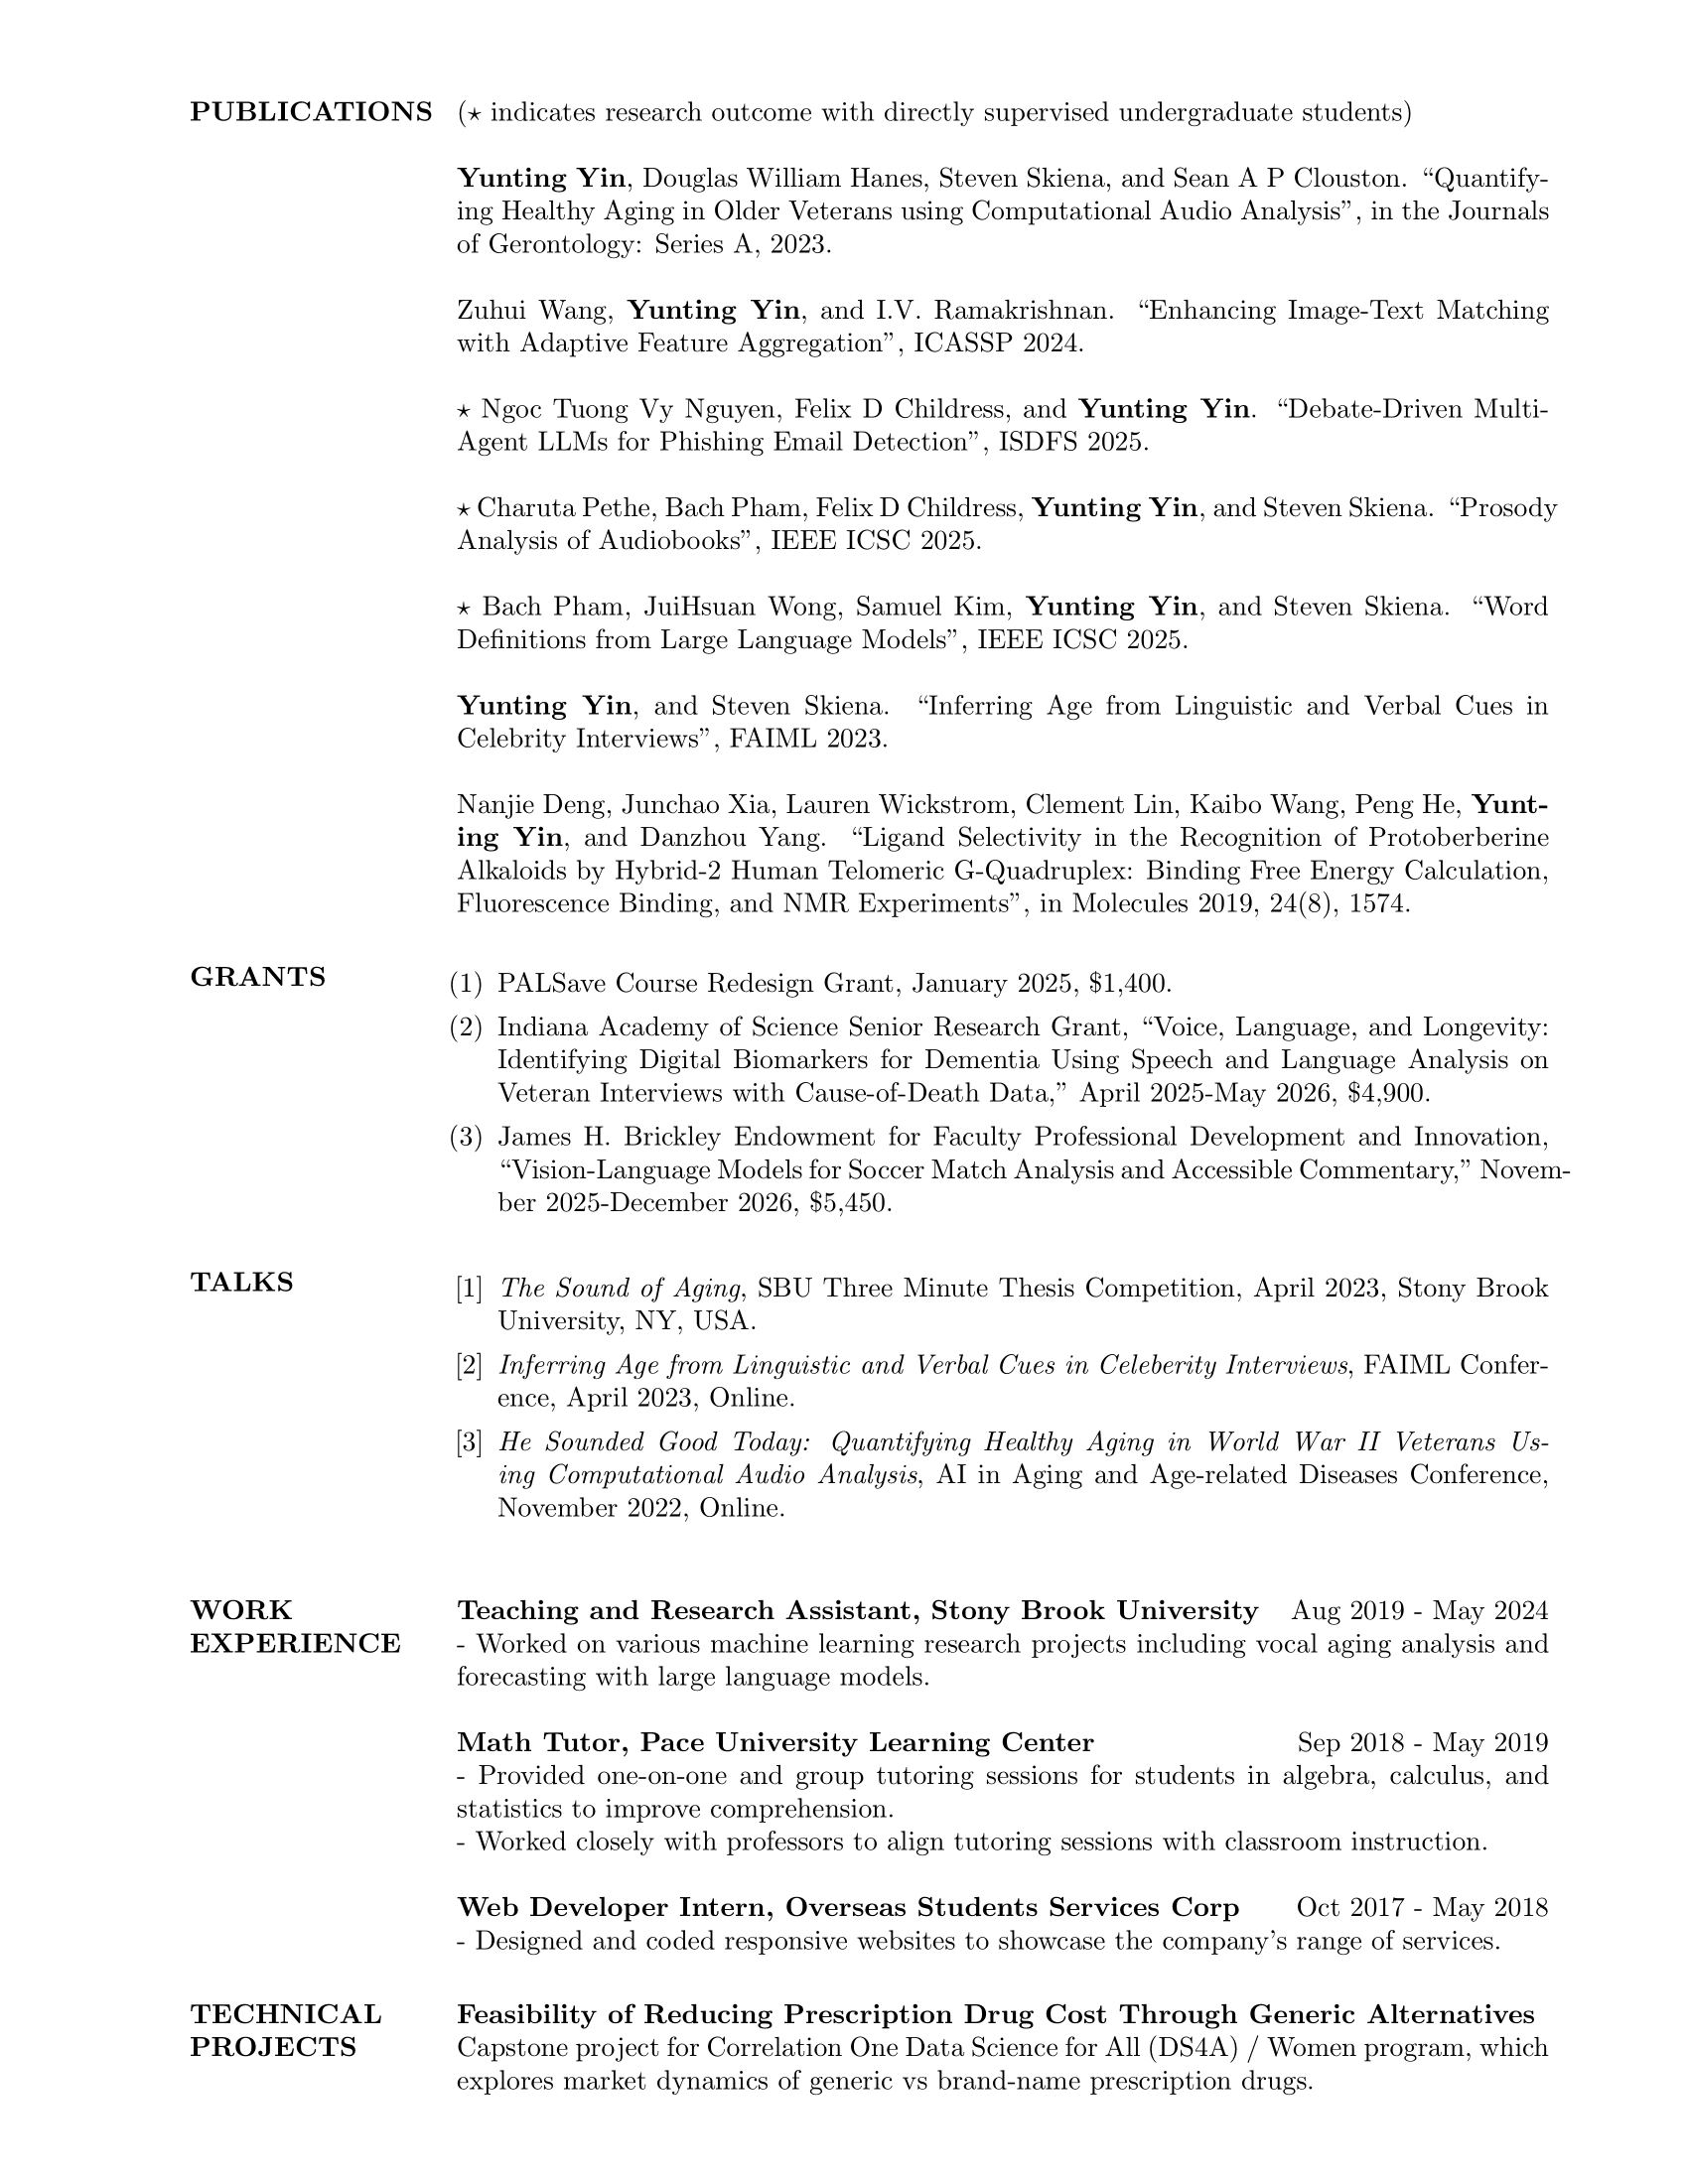 PUBLICATIONS (⋆ indicates research outcome with directly supervised undergraduate students)
Yunting Yin, Douglas William Hanes, Steven Skiena, and Sean A P Clouston. “Quantify-
ing Healthy Aging in Older Veterans using Computational Audio Analysis”, in the Journals
of Gerontology: Series A, 2023.
Zuhui Wang, Yunting Yin, and I.V. Ramakrishnan. “Enhancing Image-Text Matching
with Adaptive Feature Aggregation”, ICASSP 2024.
⋆ Ngoc Tuong Vy Nguyen, Felix D Childress, and Yunting Yin. “Debate-Driven Multi-
Agent LLMs for Phishing Email Detection”, ISDFS 2025.
⋆ Charuta Pethe, Bach Pham, Felix D Childress, Yunting Yin, and Steven Skiena. “Prosody
Analysis of Audiobooks”, IEEE ICSC 2025.
⋆ Bach Pham, JuiHsuan Wong, Samuel Kim, Yunting Yin, and Steven Skiena. “Word
Definitions from Large Language Models”, IEEE ICSC 2025.
Yunting Yin, and Steven Skiena. “Inferring Age from Linguistic and Verbal Cues in
Celebrity Interviews”, FAIML 2023.
Nanjie Deng, Junchao Xia, Lauren Wickstrom, Clement Lin, Kaibo Wang, Peng He, Yunt-
ing Yin, and Danzhou Yang. “Ligand Selectivity in the Recognition of Protoberberine
Alkaloids by Hybrid-2 Human Telomeric G-Quadruplex: Binding Free Energy Calculation,
Fluorescence Binding, and NMR Experiments”, in Molecules 2019, 24(8), 1574.
GRANTS (1) PALSave Course Redesign Grant, January 2025, $1,400.
(2) Indiana Academy of Science Senior Research Grant, “Voice, Language, and Longevity:
Identifying Digital Biomarkers for Dementia Using Speech and Language Analysis on
Veteran Interviews with Cause-of-Death Data,” April 2025-May 2026, $4,900.
(3) James H. Brickley Endowment for Faculty Professional Development and Innovation,
“Vision-Language Models for Soccer Match Analysis and Accessible Commentary,” Novem-
ber 2025-December 2026, $5,450.
TALKS [1] The Sound of Aging, SBU Three Minute Thesis Competition, April 2023, Stony Brook
University, NY, USA.
[2] Inferring Age from Linguistic and Verbal Cues in Celeberity Interviews, FAIML Confer-
ence, April 2023, Online.
[3] He Sounded Good Today: Quantifying Healthy Aging in World War II Veterans Us-
ing Computational Audio Analysis, AI in Aging and Age-related Diseases Conference,
November 2022, Online.
WORK EXPERIENCE
Teaching and Research Assistant, Stony Brook University Aug 2019 - May 2024
- Worked on various machine learning research projects including vocal aging analysis and
forecasting with large language models.
Math Tutor, Pace University Learning Center Sep 2018 - May 2019
- Provided one-on-one and group tutoring sessions for students in algebra, calculus, and
statistics to improve comprehension.
- Worked closely with professors to align tutoring sessions with classroom instruction.
Web Developer Intern, Overseas Students Services Corp Oct 2017 - May 2018
- Designed and coded responsive websites to showcase the company’s range of services.
TECHNICAL PROJECTS
Feasibility of Reducing Prescription Drug Cost Through Generic Alternatives
Capstone project for Correlation One Data Science for All (DS4A) / Women program, which
explores market dynamics of generic vs brand-name prescription drugs.